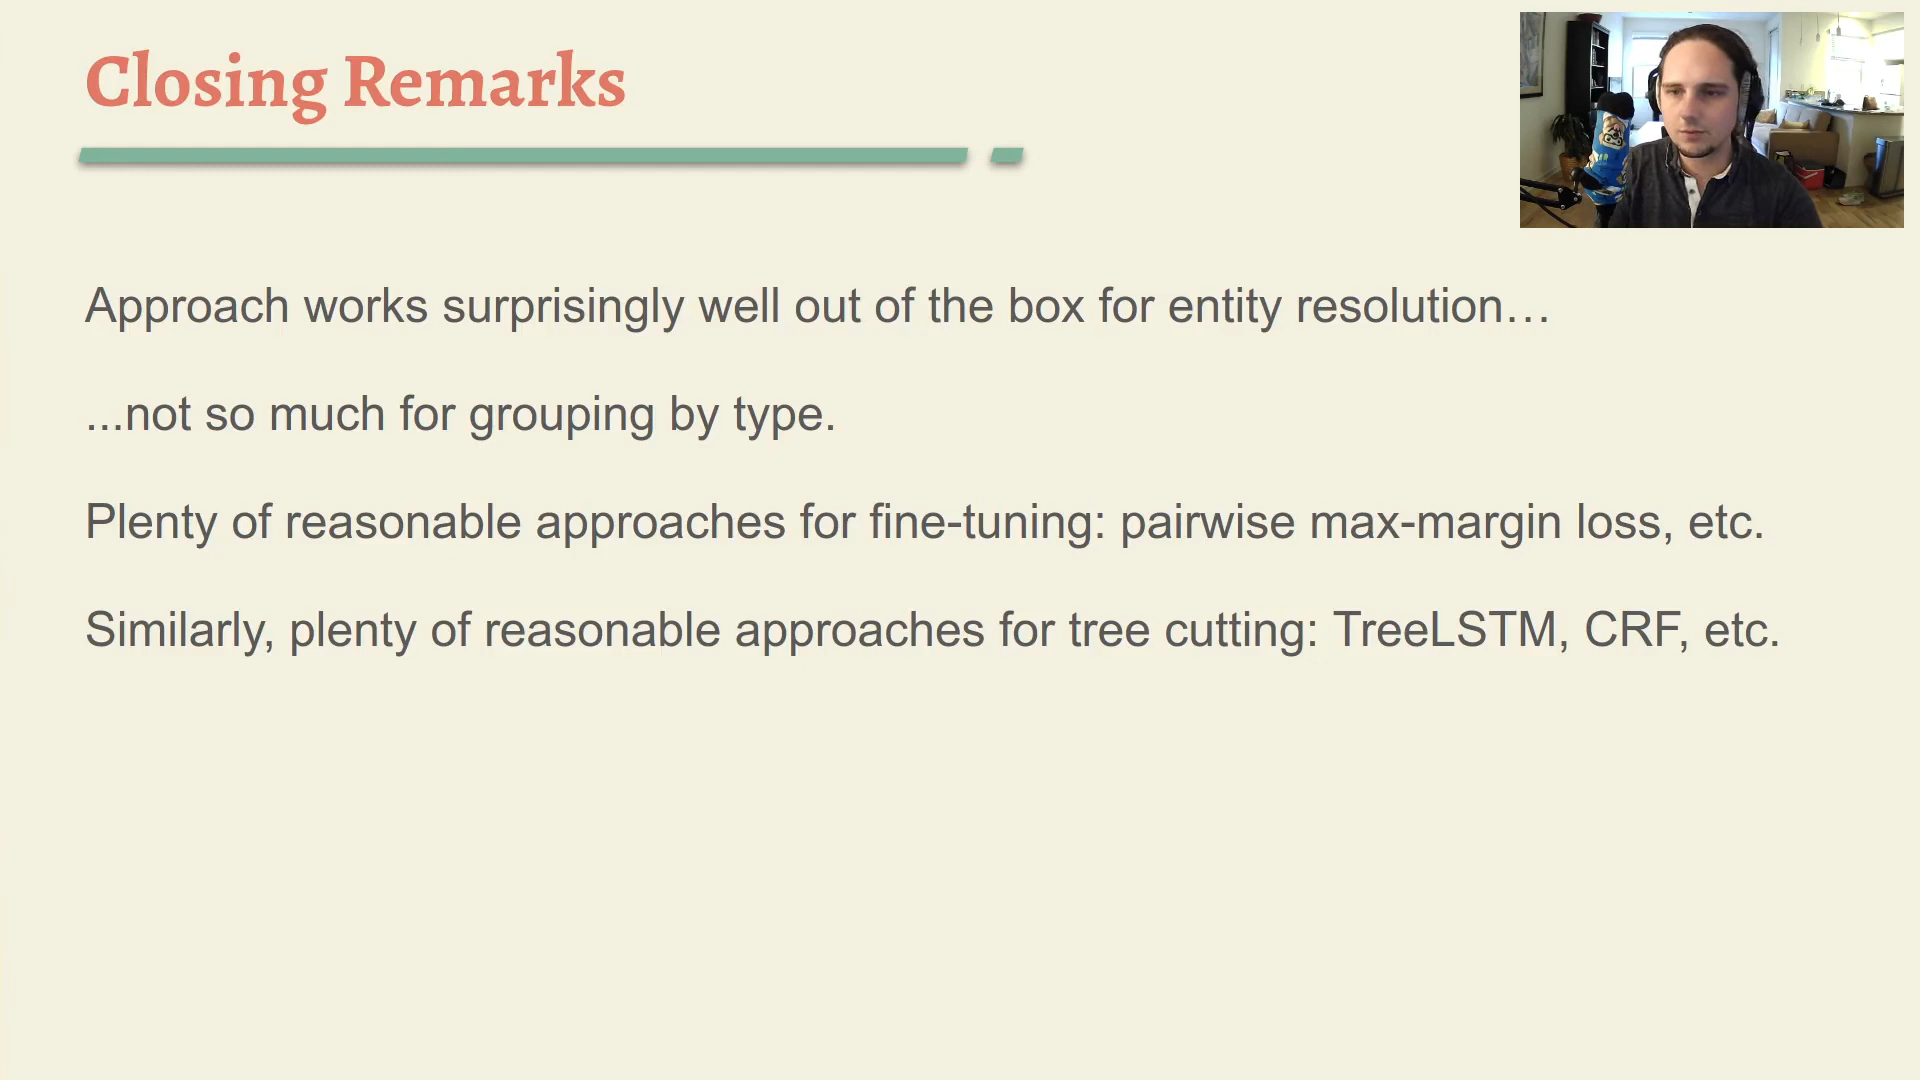 Closing Remarks
Approach works surprisingly well out of the box for entity resolution…
...not so much for grouping by type.
Plenty of reasonable approaches for fine-tuning: pairwise max-margin loss, etc.
Similarly, plenty of reasonable approaches for tree cutting: TreeLSTM, CRF, etc.